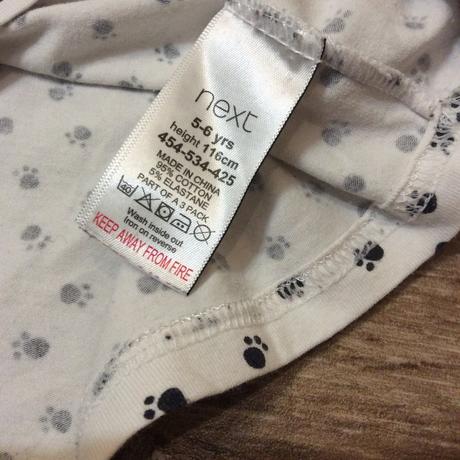 next
5-6 yrs
height 116cm
454-534-425
MADE IN CHINA
95% COTTON
5% ELASTANE
PART OF A 3 PACK
40
Wash inside out
Iron on reverse
KEEP AWAY FROM FIRE